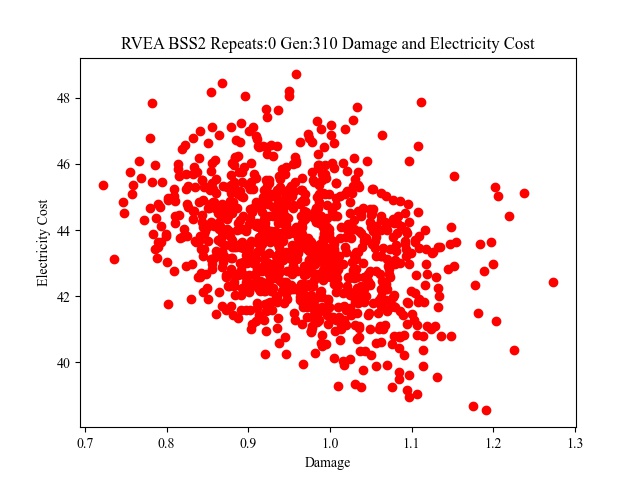 RVEA BSS2 Repeats:0 Gen:310 Damage and Electricity Cost
48
46
44
42
40
Electricity Cost
0.7 0.8 0.9 1.0 1.1 1.2 1.3
Damage